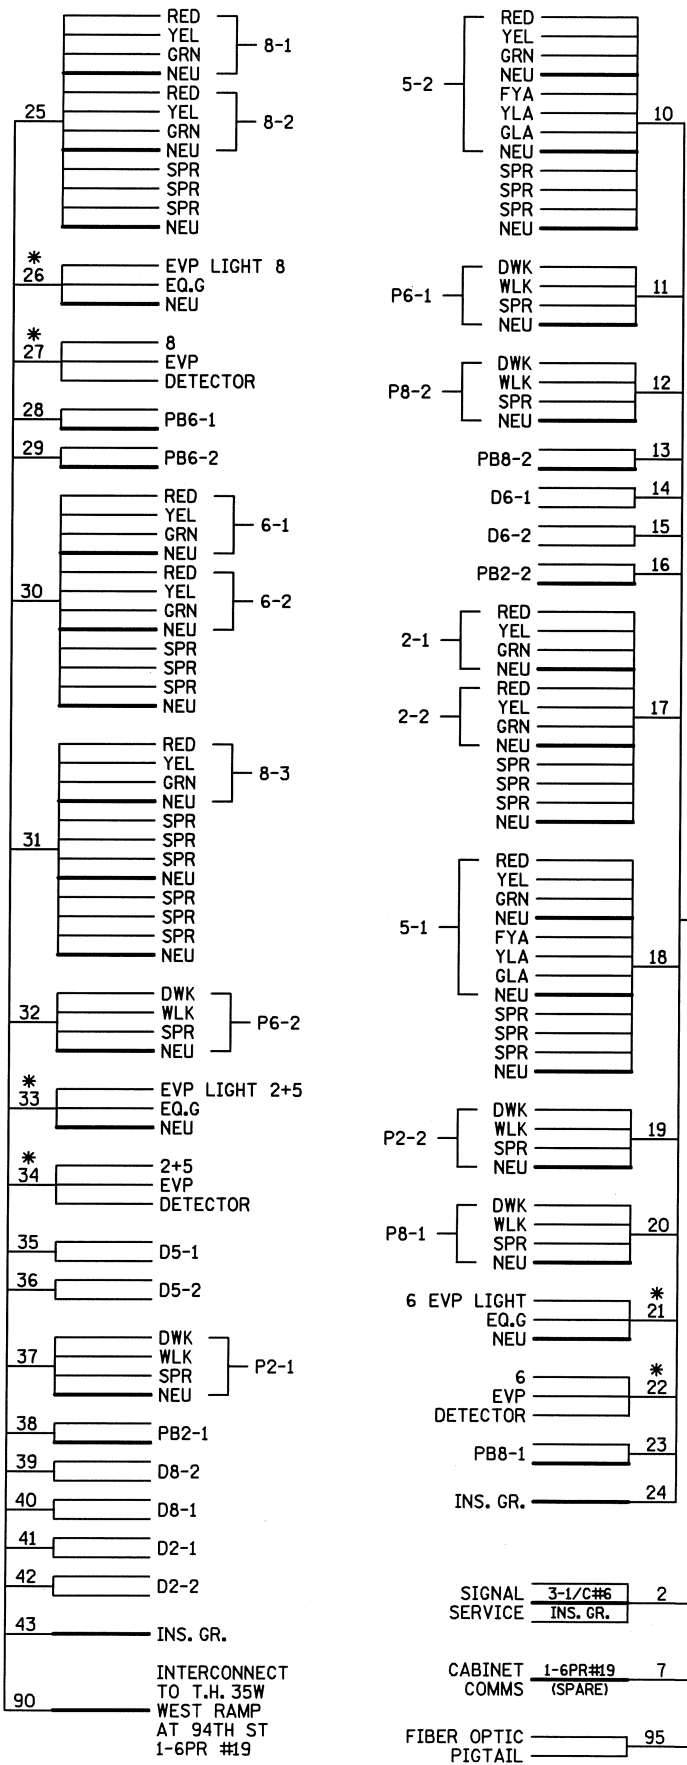 25
RED
YEL
GRN
NEU
8-1
RED
YEL
GRN
NEU
8-2
SPR
SPR
SPR
NEU
*
26
EVP LIGHT 8
EQ.G
NEU
*
27
8
EVP
DETECTOR
28
PB6-1
29
PB6-2
30
RED
YEL
GRN
NEU
6-1
RED
YEL
GRN
NEU
6-2
SPR
SPR
SPR
NEU
31
RED
YEL
GRN
NEU
8-3
SPR
SPR
SPR
NEU
SPR
SPR
SPR
NEU
32
DWK
WLK
SPR
NEU
P6-2
*
33
EVP LIGHT 2+5
EQ.G
NEU
*
34
2+5
EVP
DETECTOR
35
D5-1
36
D5-2
37
DWK
WLK
SPR
NEU
P2-1
38
PB2-1
39
D8-2
40
D8-1
41
D2-1
42
D2-2
43
INS. GR.
90
INTERCONNECT
TO T.H. 35W
WEST RAMP
AT 94TH ST
1-6PR #19
5-2
RED
YEL
GRN
NEU
FYA
YLA
GLA
NEU
SPR
SPR
SPR
NEU
10
P6-1
DWK
WLK
SPR
NEU
11
P8-2
DWK
WLK
SPR
NEU
12
PB8-2
13
D6-1
14
D6-2
15
PB2-2
16
2-1
RED
YEL
GRN
NEU
2-2
RED
YEL
GRN
NEU
SPR
SPR
SPR
NEU
17
5-1
RED
YEL
GRN
NEU
FYA
YLA
GLA
NEU
SPR
SPR
SPR
NEU
18
P2-2
DWK
WLK
SPR
NEU
19
P8-1
DWK
WLK
SPR
NEU
20
6 EVP LIGHT
EQ.G
NEU
*
21
6
EVP
DETECTOR
*
22
PB8-1
23
INS. GR.
24
SIGNAL
SERVICE
3-1/C#6
INS. GR.
2
CABINET
COMMS
1-6PR#19
(SPARE)
7
FIBER OPTIC
PIGTAIL
95